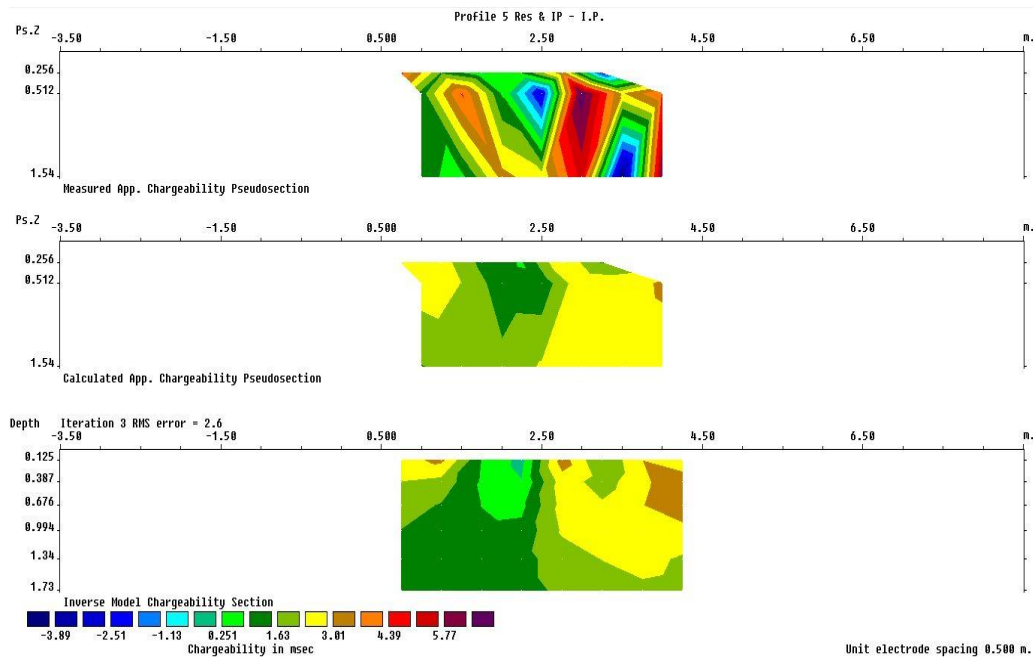 Profile 5 Res & IP - I.P.
Ps.Z
-3.50 -1.50 0.500 2.50 4.50 6.50 m.
0.256
0.512
1.54
Measured App. Chargeability Pseudosection
Ps.Z
-3.50 -1.50 0.500 2.50 4.50 6.50 m.
0.256
0.512
1.54
Calculated App. Chargeability Pseudosection
Depth Iteration 3 RMS error = 2.6
-3.50 -1.50 0.500 2.50 4.50 6.50 m.
0.125
0.387
0.676
0.994
1.34
1.73
Inverse Model Chargeability Section
-3.89 -2.51 -1.13 0.251 1.63 3.01 4.39 5.77
Chargeability in msec
Unit electrode spacing 0.500 m.